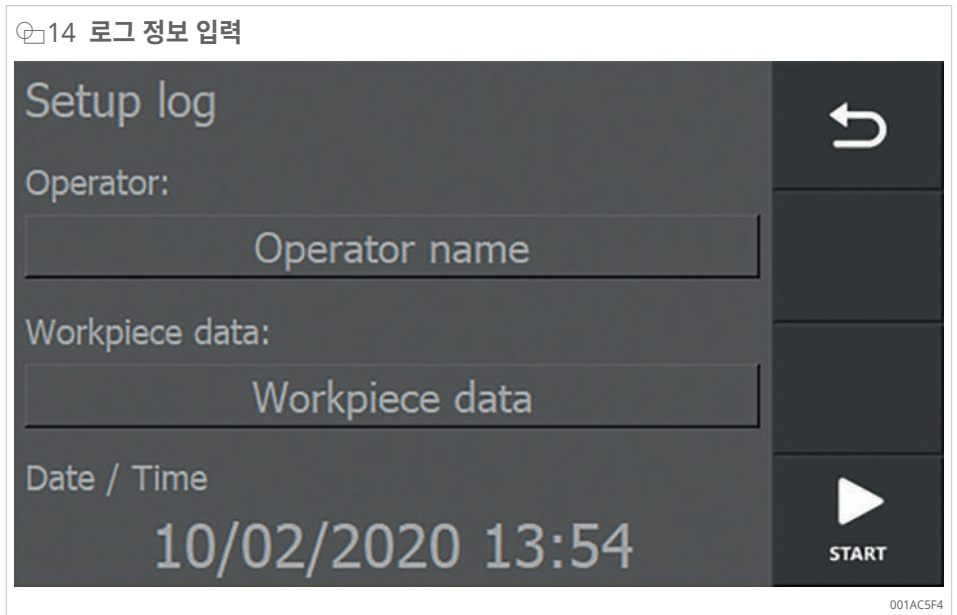 14 로그 정보 입력
Setup log
Operator:
Operator name
Workpiece data:
Workpiece data
Date / Time
10/02/2020 13:54
START
001AC5F4